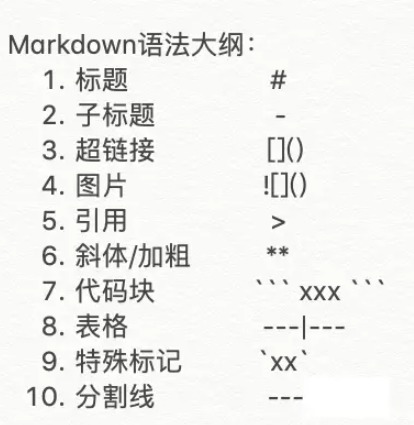 Markdown语法大纲：
1. 标题 #
2. 子标题 -
3. 超链接 []()
4. 图片 ![]()
5. 引用 >
6. 斜体/加粗 **
7. 代码块 ``` xxx ```
8. 表格 ---|---
9. 特殊标记 `xx`
10. 分割线 ---